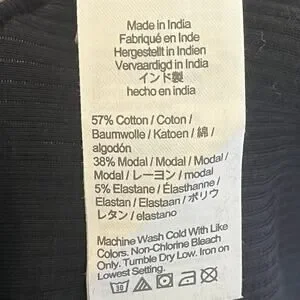 Made in India
Fabriqué en Inde
Hergestellt in Indien
Vervaardigd in India
インド製
hecho en india
57% Cotton / Coton /
Baumwolle / Katoen / 綿 /
algodón
38% Modal / Modal / Modal /
Modal / レーヨン / modal
5% Elastane / Élasthanne /
Elastan / Elastaan / ポリウ
レタン / elastano
Machine Wash Cold With Like
Colors. Non-Chlorine Bleach
Only. Tumble Dry Low. Iron on
Lowest Setting.
30